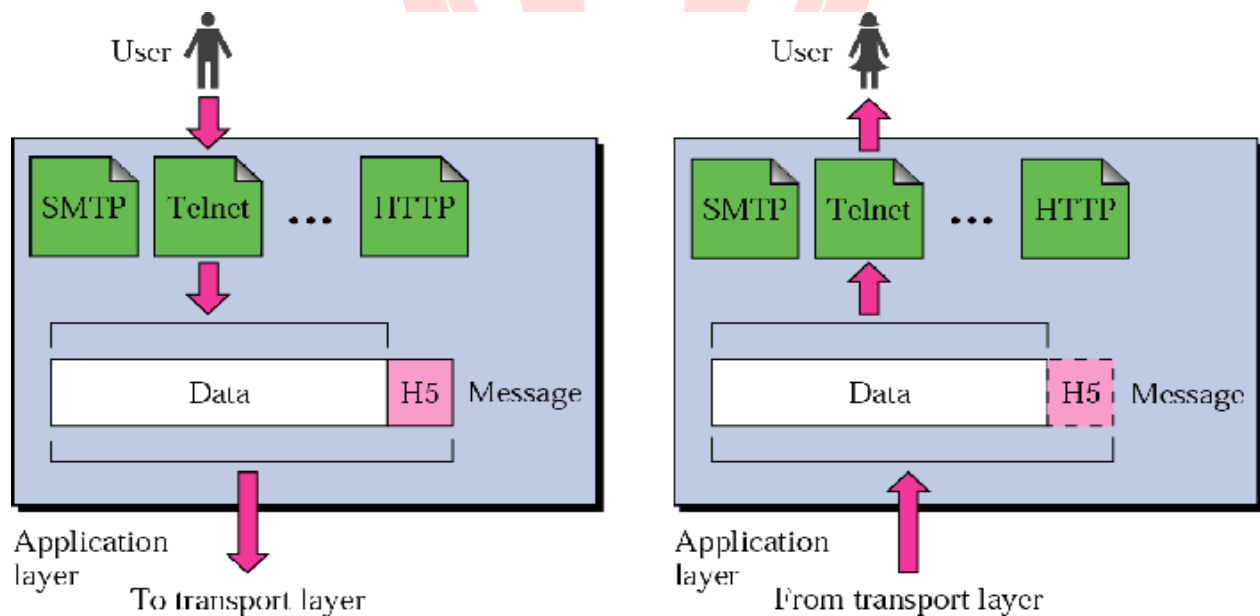 User
SMTP Telnet ... HTTP
Data H5 Message
Application
layer
To transport layer
User
SMTP Telnet ... HTTP
Data H5 Message
Application
layer
From transport layer